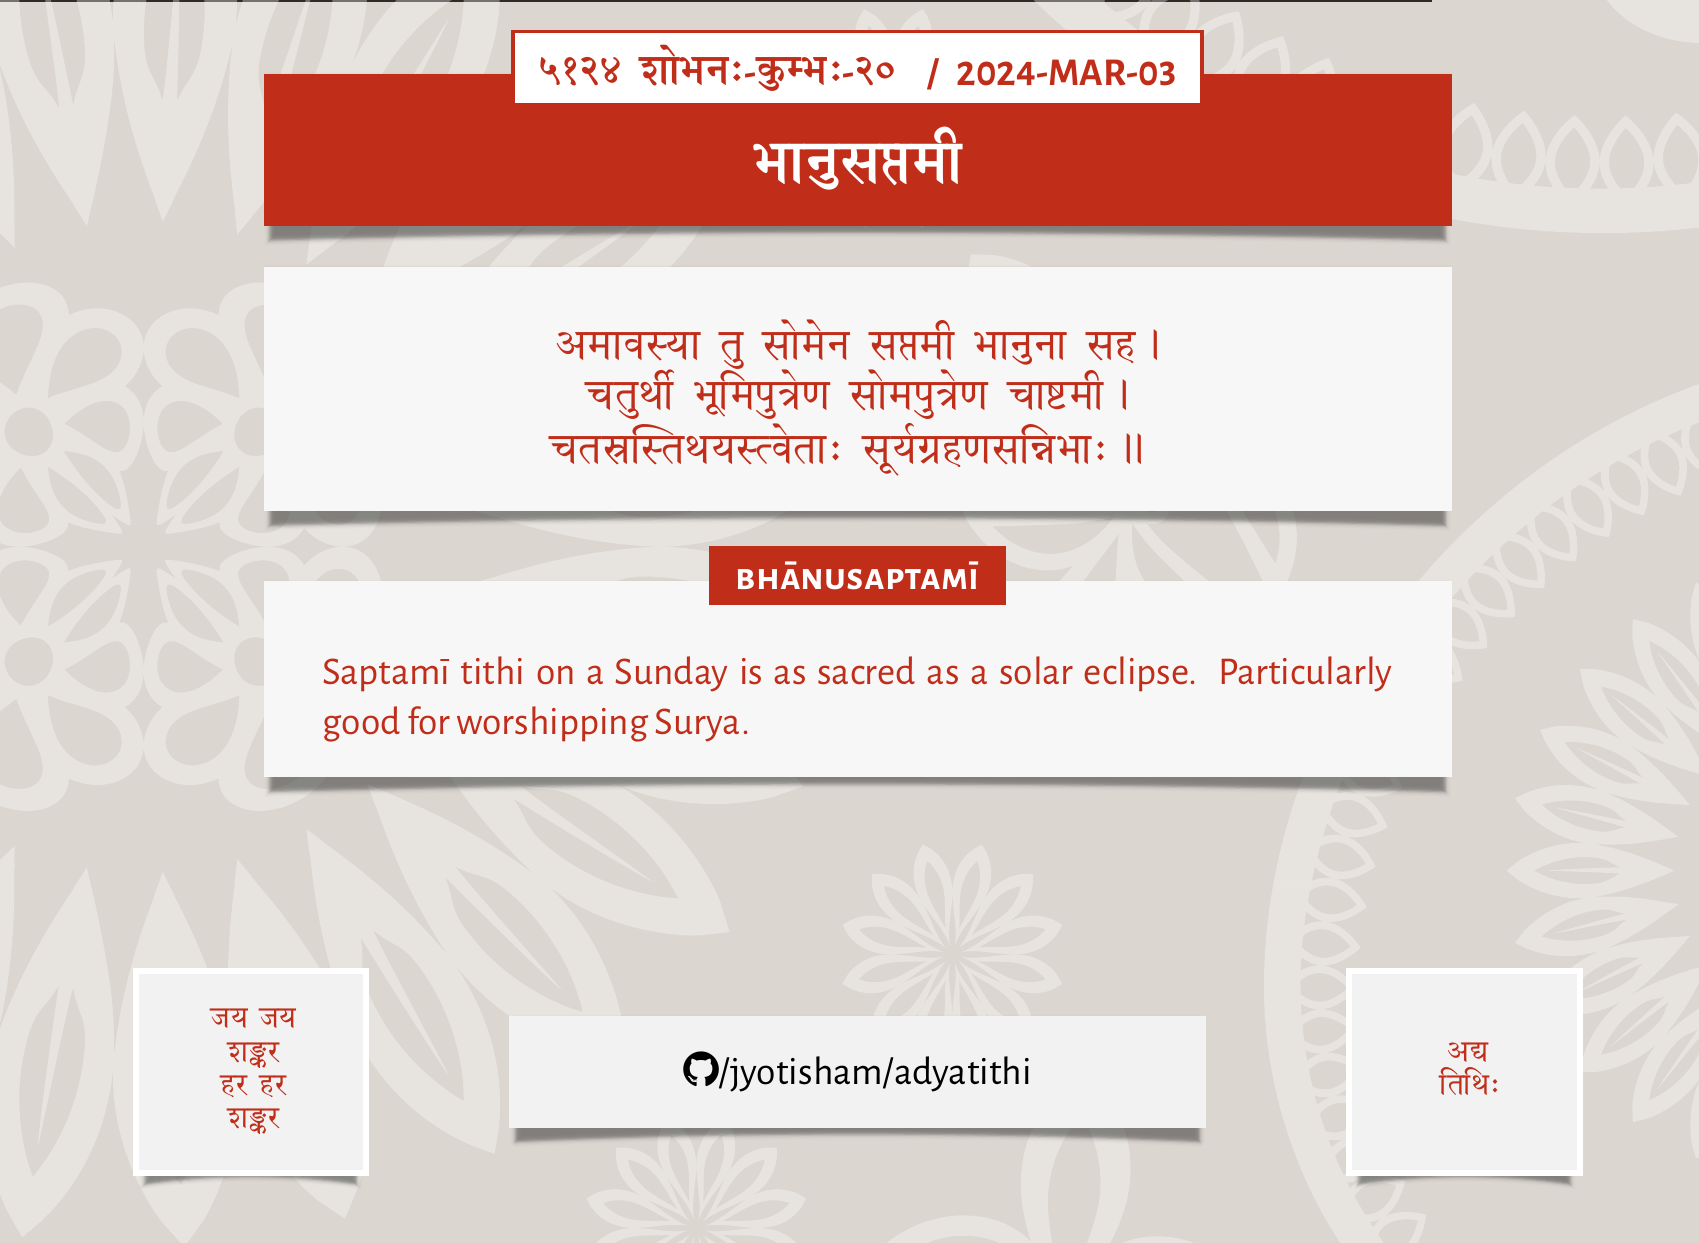 ५१२४ शोभनः-कुम्भः-२० / 2024-MAR-03
भानुसप्तमी
अमावस्या तु सोमेन सप्तमी भानुना सह ।
चतुर्थी भूमिपुत्रेण सोमपुत्रेण चाष्टमी ।
चतस्रस्तिथयस्त्वेताः सूर्यग्रहणसन्निभाः ॥
BHĀNUSAPTAMĪ
Saptamī tithi on a Sunday is as sacred as a solar eclipse. Particularly
good for worshipping Surya.
जय जय
शङ्कर
हर हर
शङ्कर
/jyotisham/adyatithi
अद्य
तिथिः